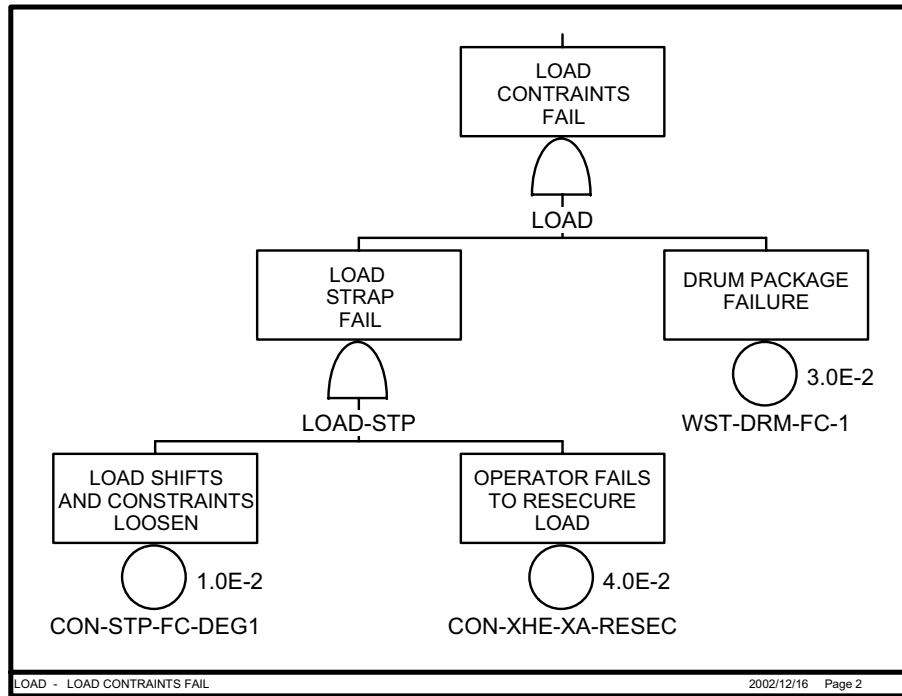 LOAD
CONTRAINTS
FAIL
LOAD
LOAD
STRAP
FAIL
DRUM PACKAGE
FAILURE
3.0E-2
LOAD-STP
WST-DRM-FC-1
LOAD SHIFTS
AND CONSTRAINTS
LOOSEN
OPERATOR FAILS
TO RESECURE
LOAD
1.0E-2
4.0E-2
CON-STP-FC-DEG1
CON-XHE-XA-RESEC
LOAD - LOAD CONTRAINTS FAIL
2002/12/16 Page 2